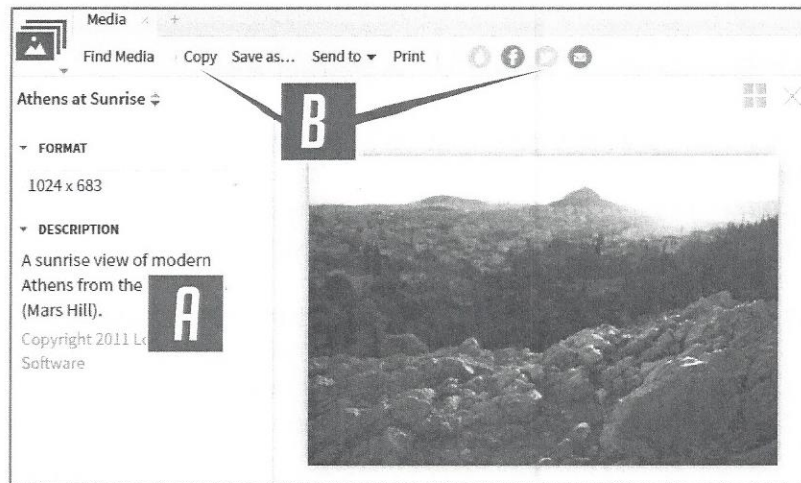 Media × +
Find Media Copy Save as... Send to Print
Athens at Sunrise
B
FORMAT
1024 x 683
DESCRIPTION
A sunrise view of modern
Athens from the
(Mars Hill).
A
Copyright 2011
Software